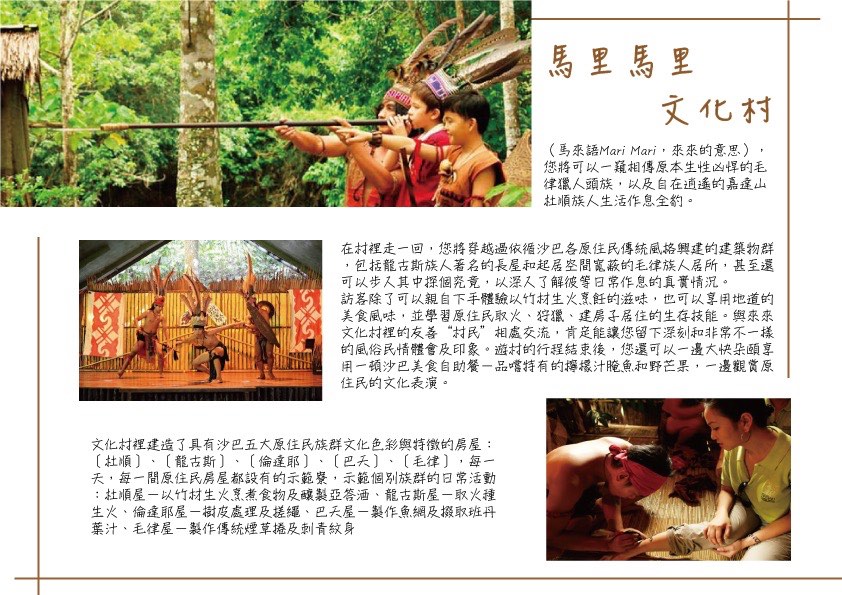 馬里馬里
文化村
（馬來語Mari Mari，來來的意思），
您將可以一窺相傳原本生性凶悍的毛
律獵人頭族，以及自在逍遙的嘉達山
杜順族人生活作息全豹。
在村裡走一回，您將穿越過依循沙巴各原住民傳統風格興建的建築物群
，包括龍古斯族人著名的長屋和起居空間寬蔽的毛律族人居所，甚至還
可以步入其中探個究竟，以深入了解彼等日常作息的真實情況。
訪客除了可以親自下手體驗以竹材生火烹飪的滋味，也可以享用地道的
美食風味，並學習原住民取火、狩獵、建房子居住的生存技能。與來來
文化村裡的友善“村民”相處交流，肯定能讓您留下深刻和非常不一樣
的風俗民情體會及印象。遊村的行程結束後，您還可以一邊大快朵頤享
用一頓沙巴美食自助餐－品嚐特有的檸檬汁腌魚和野芒果，一邊觀賞原
住民的文化表演。
文化村裡建造了具有沙巴五大原住民族群文化色彩與特徵的房屋：
〔杜順〕、〔龍古斯〕、〔倫達耶〕、〔巴夭〕、〔毛律〕，每一
天，每一間原住民房屋都設有的示範寮，示範個別族群的日常活動
：杜順屋－以竹材生火烹煮食物及釀製亞答酒、龍古斯屋－取火種
生火、倫達耶屋－樹皮處理及搓繩、巴夭屋－製作魚網及掇取班丹
葉汁、毛律屋－製作傳統煙草捲及刺青紋身